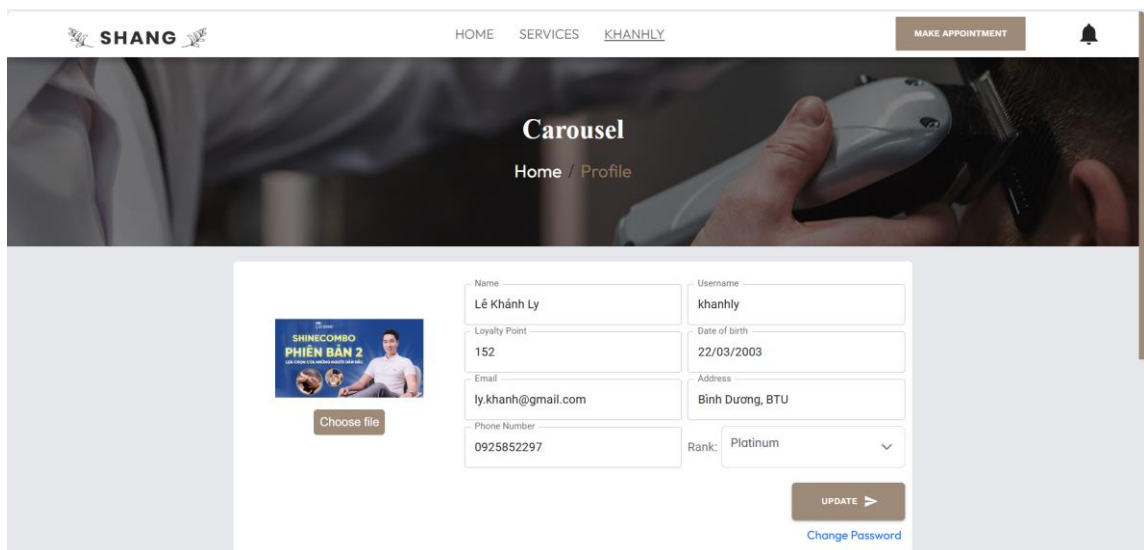 SHANG
HOME SERVICES KHANHLY
MAKE APPOINTMENT
Carousel
Home / Profile
SHINECOMBO
PHIÊN BẢN 2
Choose file
Name
Lê Khánh Ly
Username
khanhly
Loyalty Point
152
Date of birth
22/03/2003
Email
ly.khanh@gmail.com
Address
Bình Dương, BTU
Phone Number
0925852297
Rank: Platinum
UPDATE
Change Password